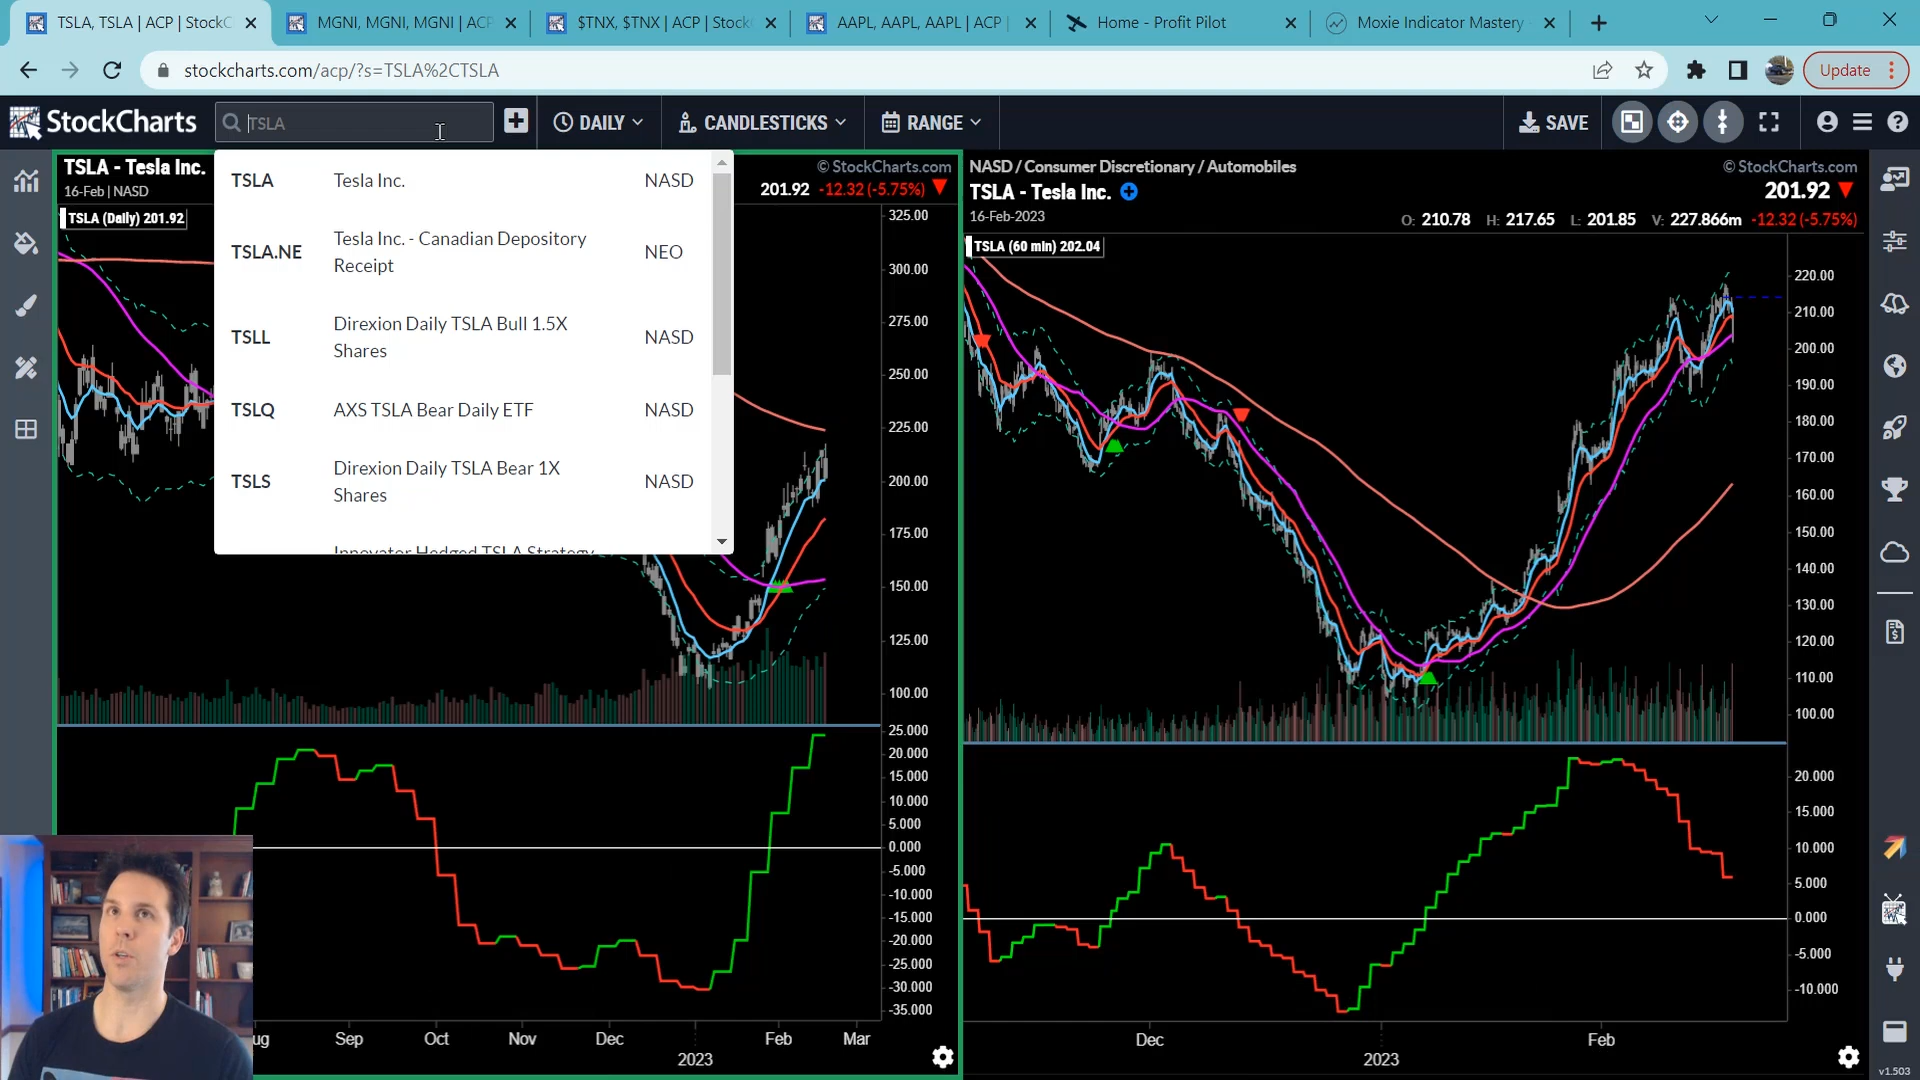 TSLA, TSLA | ACP | StockC
MGNI, MGNI, MGNI | ACP
$TNX, $TNX | ACP | Stock
AAPL, AAPL, AAPL | ACP |
Home - Profit Pilot
Moxie Indicator Mastery
stockcharts.com/acp/?s=TSLA%2CTSLA
Update
StockCharts
TSLA
DAILY
CANDLESTICKS
RANGE
SAVE
TSLA - Tesla Inc.
16-Feb | NASD
© StockCharts.com
201.92 -12.32 (-5.75%)
TSLA (Daily) 201.92
TSLA Tesla Inc. NASD
TSLA.NE Tesla Inc. - Canadian Depository Receipt NEO
TSLL Direxion Daily TSLA Bull 1.5X Shares NASD
TSLQ AXS TSLA Bear Daily ETF NASD
TSLS Direxion Daily TSLA Bear 1X Shares NASD
Innovator Hedged TSLA Strategy
325.00
300.00
275.00
250.00
225.00
200.00
175.00
150.00
125.00
100.00
25.000
20.000
15.000
10.000
5.000
0.000
-5.000
-10.000
-15.000
-20.000
-25.000
-30.000
-35.000
ug Sep Oct Nov Dec 2023 Feb Mar
NASD / Consumer Discretionary / Automobiles
© StockCharts.com
TSLA - Tesla Inc.
201.92
16-Feb-2023
O: 210.78 H: 217.65 L: 201.85 V: 227.866m -12.32 (-5.75%)
TSLA (60 min) 202.04
220.00
210.00
200.00
190.00
180.00
170.00
160.00
150.00
140.00
130.00
120.00
110.00
100.00
20.000
15.000
10.000
5.000
0.000
-5.000
-10.000
Dec 2023 Feb
v1.503